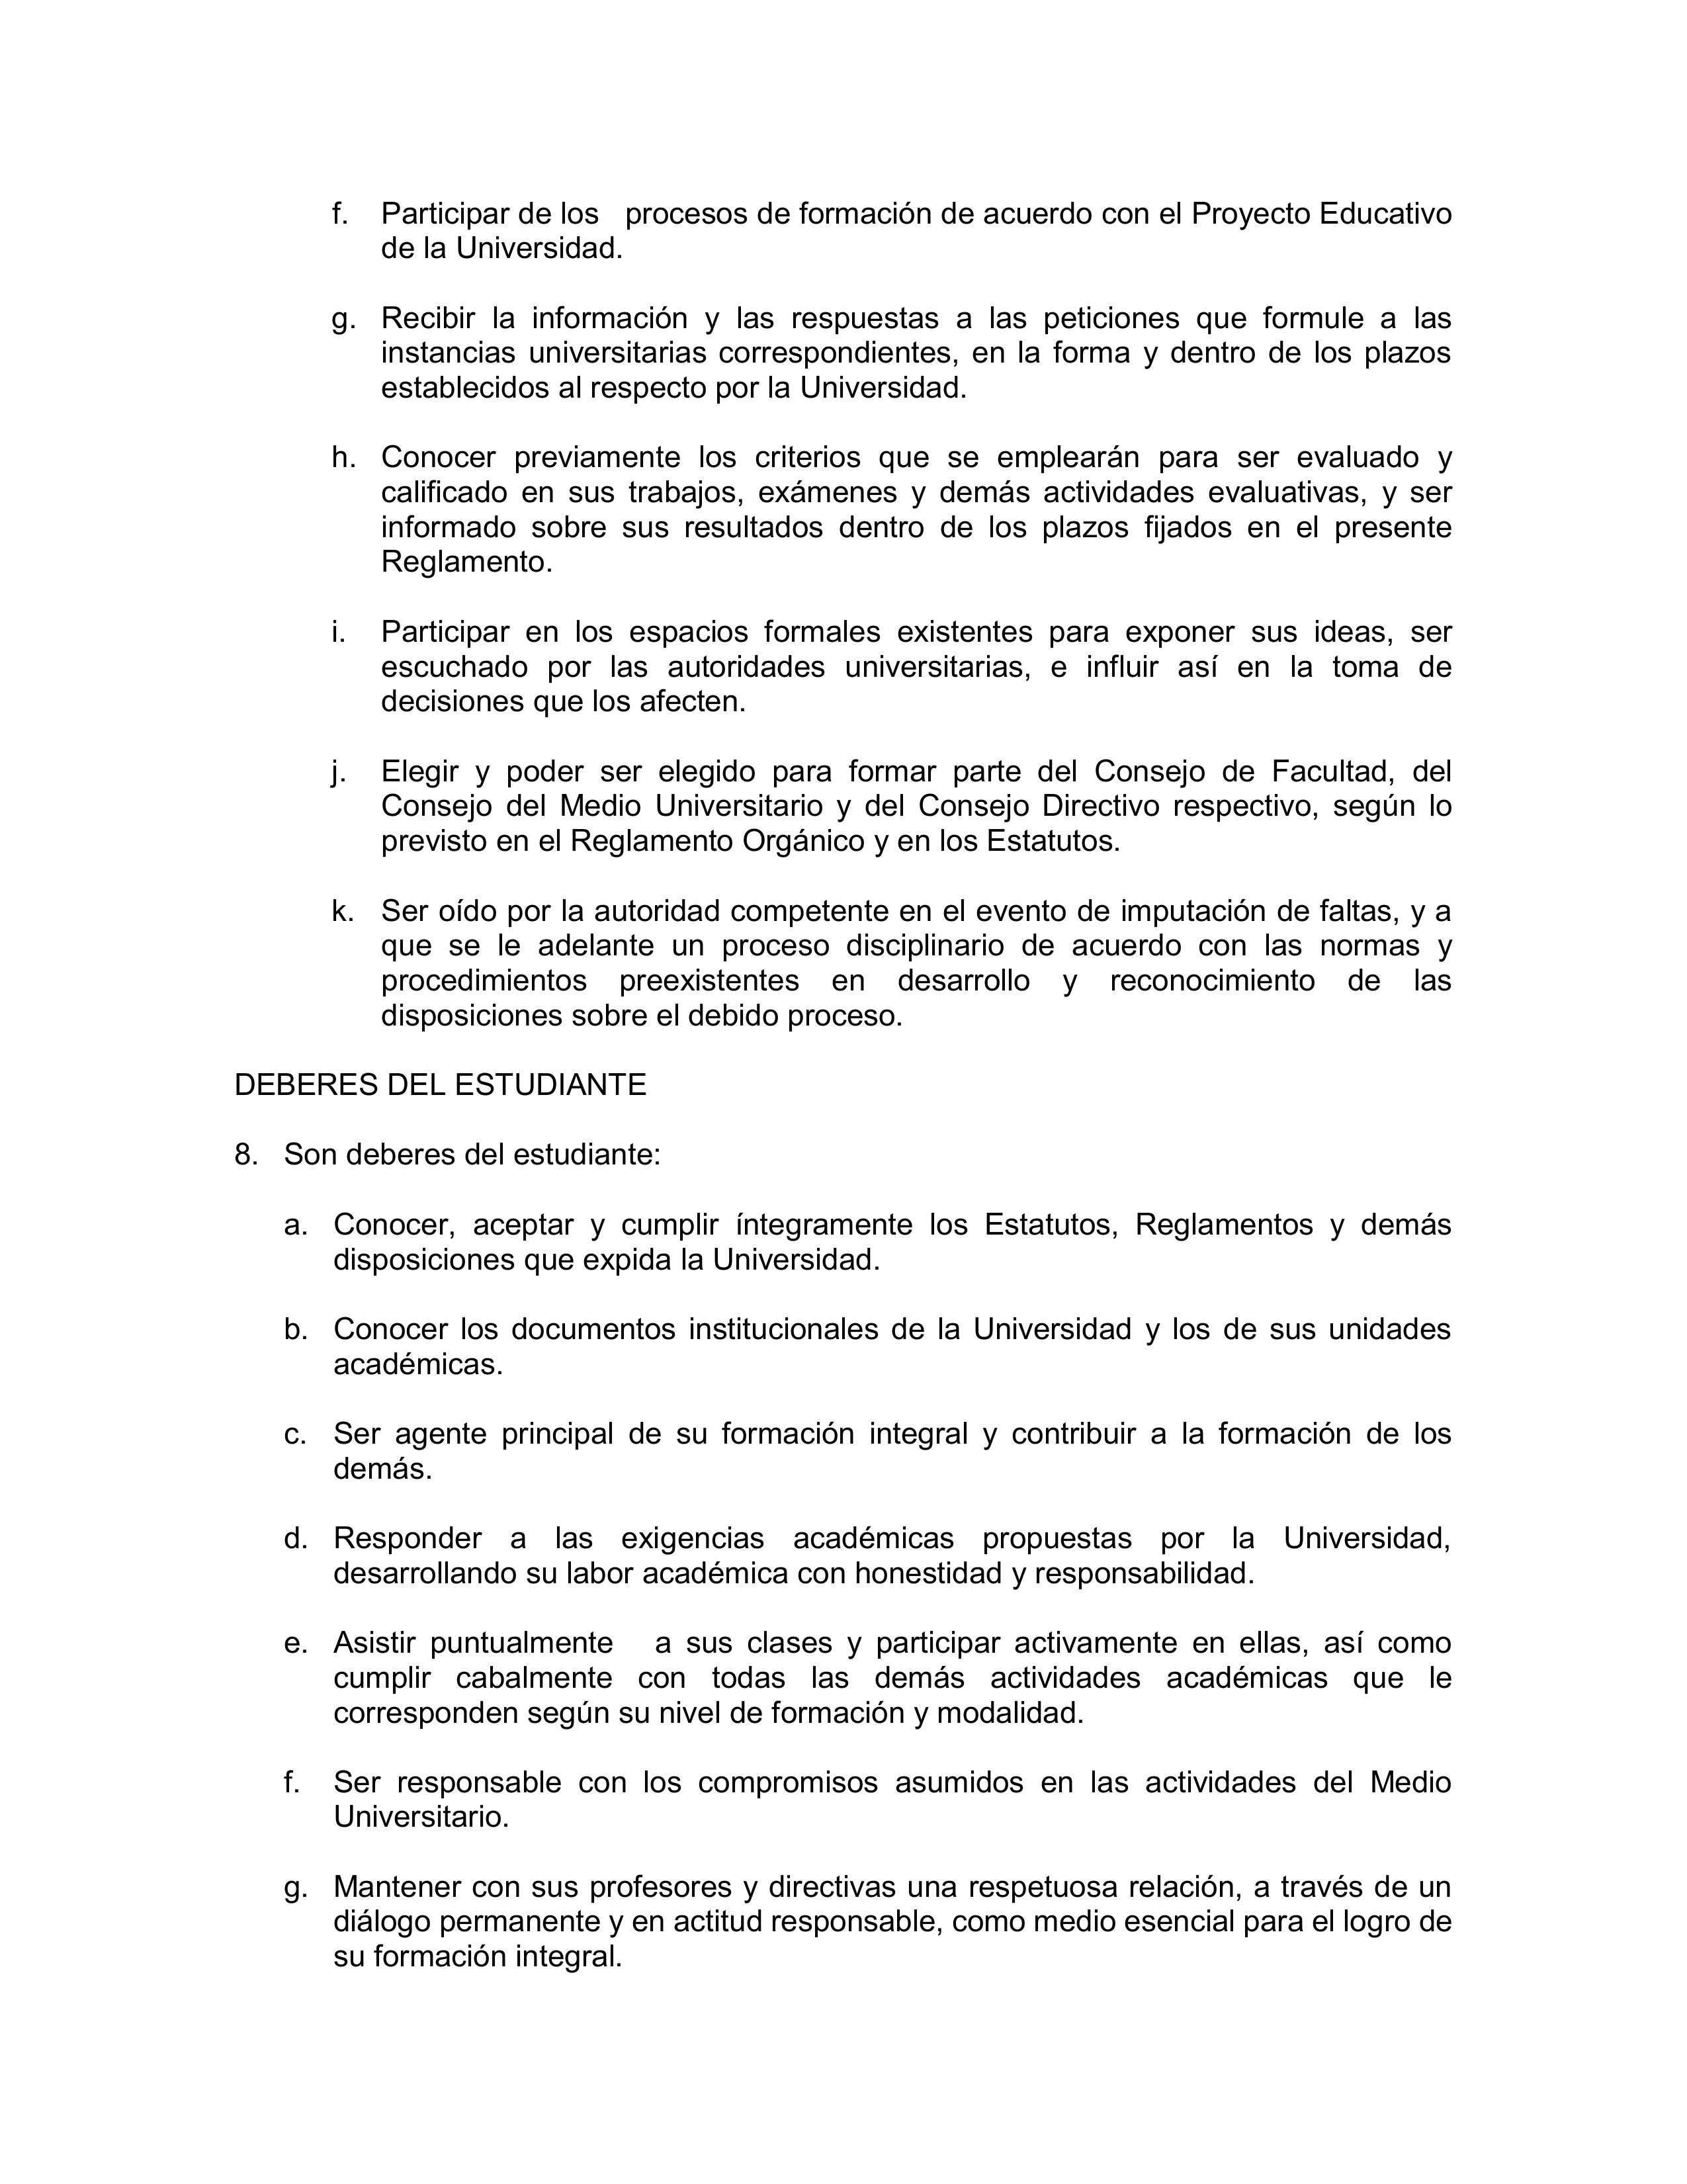 f. Participar de los procesos de formación de acuerdo con el Proyecto Educativo
de la Universidad.
g. Recibir la información y las respuestas a las peticiones que formule a las
instancias universitarias correspondientes, en la forma y dentro de los plazos
establecidos al respecto por la Universidad.
h. Conocer previamente los criterios que se emplearán para ser evaluado y
calificado en sus trabajos, exámenes y demás actividades evaluativas, y ser
informado sobre sus resultados dentro de los plazos fijados en el presente
Reglamento.
i. Participar en los espacios formales existentes para exponer sus ideas, ser
escuchado por las autoridades universitarias, e influir así en la toma de
decisiones que los afecten.
j. Elegir y poder ser elegido para formar parte del Consejo de Facultad, del
Consejo del Medio Universitario y del Consejo Directivo respectivo, según lo
previsto en el Reglamento Orgánico y en los Estatutos.
k. Ser oído por la autoridad competente en el evento de imputación de faltas, y a
que se le adelante un proceso disciplinario de acuerdo con las normas y
procedimientos preexistentes en desarrollo y reconocimiento de las
disposiciones sobre el debido proceso.
DEBERES DEL ESTUDIANTE
8. Son deberes del estudiante:
a. Conocer, aceptar y cumplir íntegramente los Estatutos, Reglamentos y demás
disposiciones que expida la Universidad.
b. Conocer los documentos institucionales de la Universidad y los de sus unidades
académicas.
c. Ser agente principal de su formación integral y contribuir a la formación de los
demás.
d. Responder a las exigencias académicas propuestas por la Universidad,
desarrollando su labor académica con honestidad y responsabilidad.
e. Asistir puntualmente a sus clases y participar activamente en ellas, así como
cumplir cabalmente con todas las demás actividades académicas que le
corresponden según su nivel de formación y modalidad.
f. Ser responsable con los compromisos asumidos en las actividades del Medio
Universitario.
g. Mantener con sus profesores y directivas una respetuosa relación, a través de un
diálogo permanente y en actitud responsable, como medio esencial para el logro de
su formación integral.